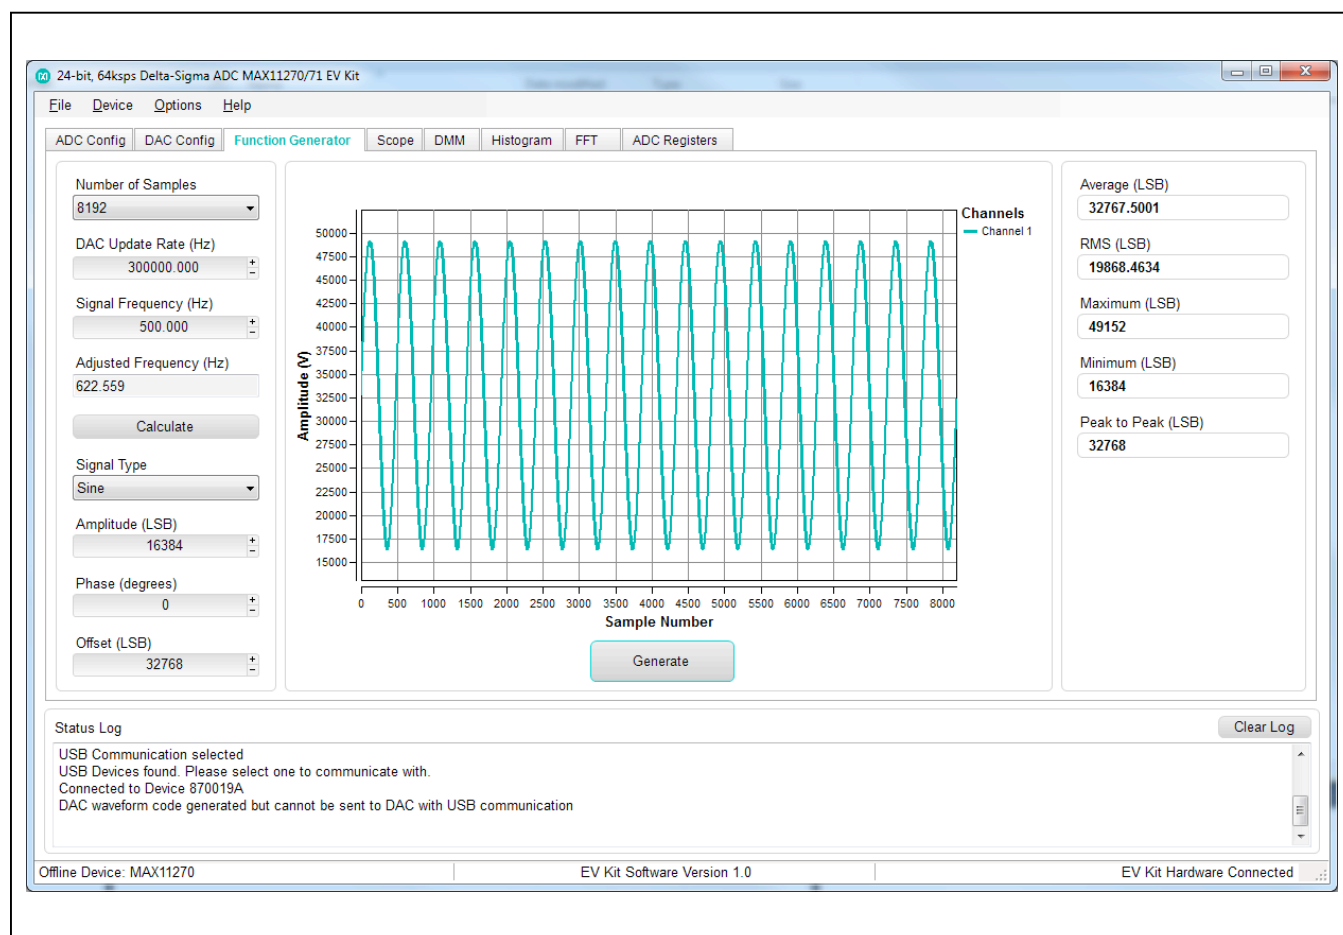 24-bit, 64ksps Delta-Sigma ADC MAX11270/71 EV Kit
File Device Options Help
ADC Config DAC Config Function Generator Scope DMM Histogram FFT ADC Registers
Number of Samples
8192
DAC Update Rate (Hz)
300000.000
Signal Frequency (Hz)
500.000
Adjusted Frequency (Hz)
622.559
Calculate
Signal Type
Sine
Amplitude (LSB)
16384
Phase (degrees)
0
Offset (LSB)
32768
Amplitude (V)
50000
47500
45000
42500
40000
37500
35000
32500
30000
27500
25000
22500
20000
17500
15000
0 500 1000 1500 2000 2500 3000 3500 4000 4500 5000 5500 6000 6500 7000 7500 8000
Sample Number
Channels
Channel 1
Generate
Average (LSB)
32767.5001
RMS (LSB)
19868.4634
Maximum (LSB)
49152
Minimum (LSB)
16384
Peak to Peak (LSB)
32768
Status Log
Clear Log
USB Communication selected
USB Devices found. Please select one to communicate with.
Connected to Device 870019A
DAC waveform code generated but cannot be sent to DAC with USB communication
Offline Device: MAX11270 EV Kit Software Version 1.0 EV Kit Hardware Connected